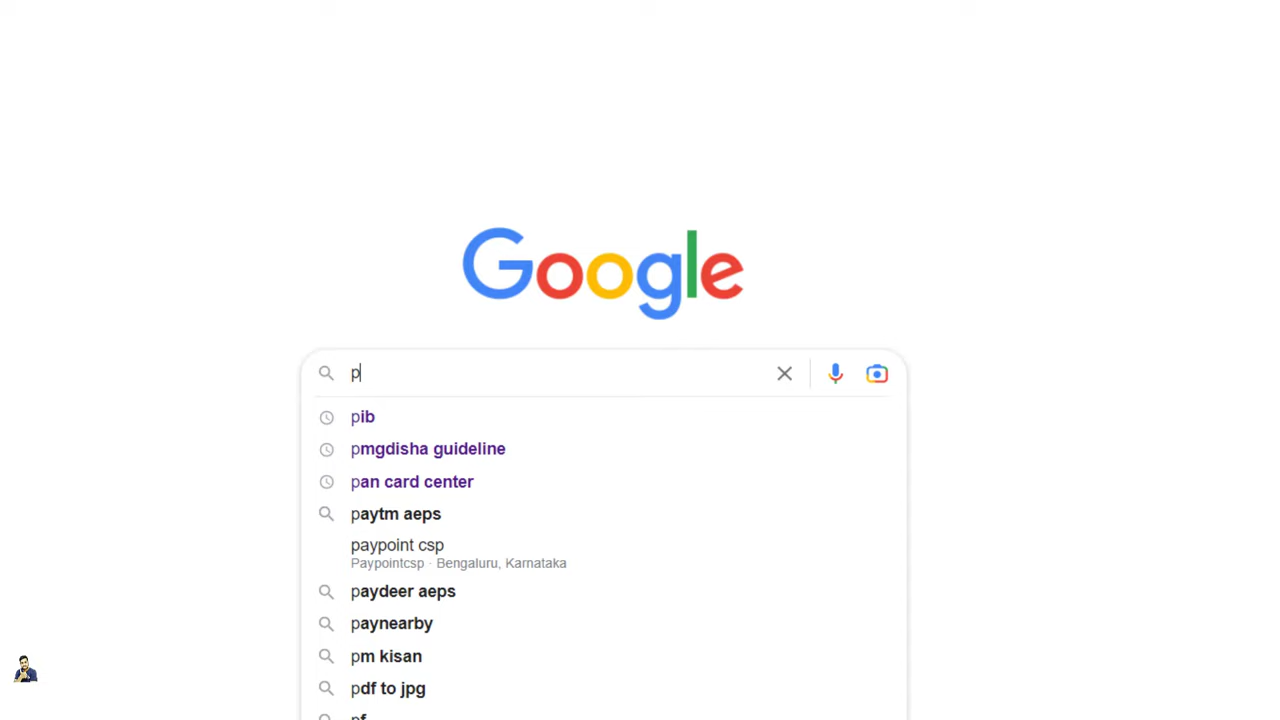 Google
p
pib
pmgdisha guideline
pan card center
paytm aeps
paypoint csp
Paypointcsp · Bengaluru, Karnataka
paydeer aeps
paynearby
pm kisan
pdf to jpg
pf